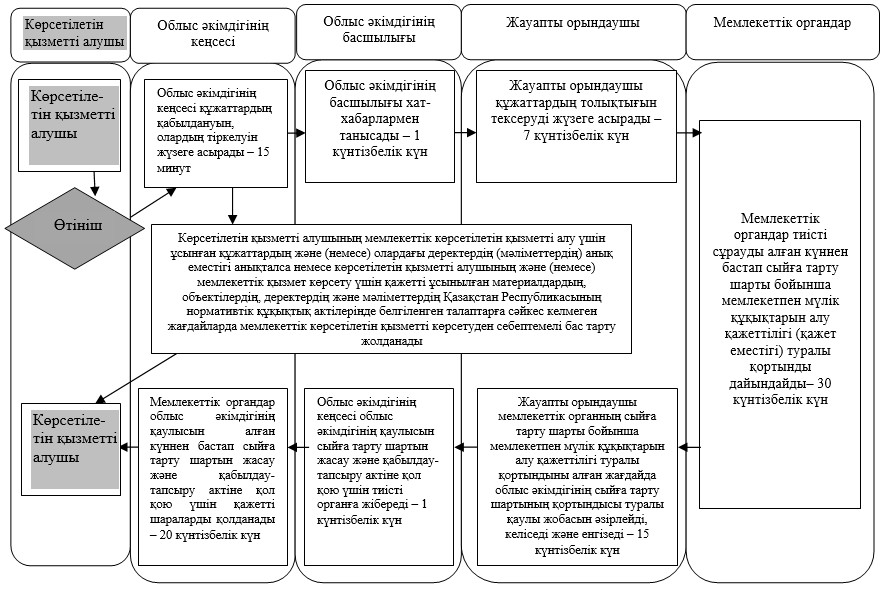 Көрсетілетін
қызметті алушы
Облыс әкімдігінің
кеңсесі
Облыс әкімдігінің
басшылығы
Жауапты орындаушы
Мемлекеттік органдар
Көрсетіле-
тін қызметті
алушы
Облыс әкімдігінің
кеңсесі құжаттардың
қабылдануын,
олардың тіркелуін
жүзеге асырады – 15
минут
Облыс әкімдігінің
басшылығы хат-
хабарлармен
танысады – 1
күнтізбелік күн
Жауапты орындаушы
құжаттардың толықтығын
тексеруді жүзеге асырады –
7 күнтізбелік күн
Өтініш
Көрсетілетін қызметті алушының мемлекеттік көрсетілетін қызметті алу үшін
ұсынған құжаттардың және (немесе) олардағы деректердің (мәліметтердің) анық
еместігі анықталса немесе көрсетілетін қызметті алушының және (немесе)
мемлекеттік қызмет көрсету үшін қажетті ұсынылған материалдардың,
объектілердің, деректердің және мәліметтердің Қазақстан Республикасының
нормативтік құқықтық актілерінде белгіленген талаптарға сәйкес келмеген
жағдайларда мемлекеттік көрсетілетін қызметті көрсетуден себептемелі бас тарту
жолданады
Мемлекеттік
органдар тиісті
сұрауды алған күннен
бастап сыйға тарту
шарты бойынша
мемлекетпен мүлік
құқықтарын алу
қажеттілігі (қажет
еместігі) туралы
қортынды
дайындайды– 30
күнтізбелік күн
Көрсетіле-
тін қызметті
алушы
Мемлекеттік органдар
облыс әкімдігінің
қаулысын алған
күннен бастап сыйға
тарту шартын жасау
және қабылдау-
тапсыру актіне қол
қою үшін қажетті
шараларды қолданады
– 20 күнтізбелік күн
Облыс әкімдігінің
кеңсесі облыс
әкімдігінің қаулысын
сыйға тарту шартын
жасау және қабылдау-
тапсыру актіне қол
қою үшін тиісті
органға жібереді – 1
күнтізбелік күн
Жауапты орындаушы
мемлекеттік органның сыйға
тарту шарты бойынша
мемлекетпен мүлік құқықтарын
алу қажеттілігі туралы
қортындыны алған жағдайда
облыс әкімдігінің сыйға тарту
шартының қортындысы туралы
қаулы жобасын әзірлейді,
келіседі және енгізеді – 15
күнтізбелік күн